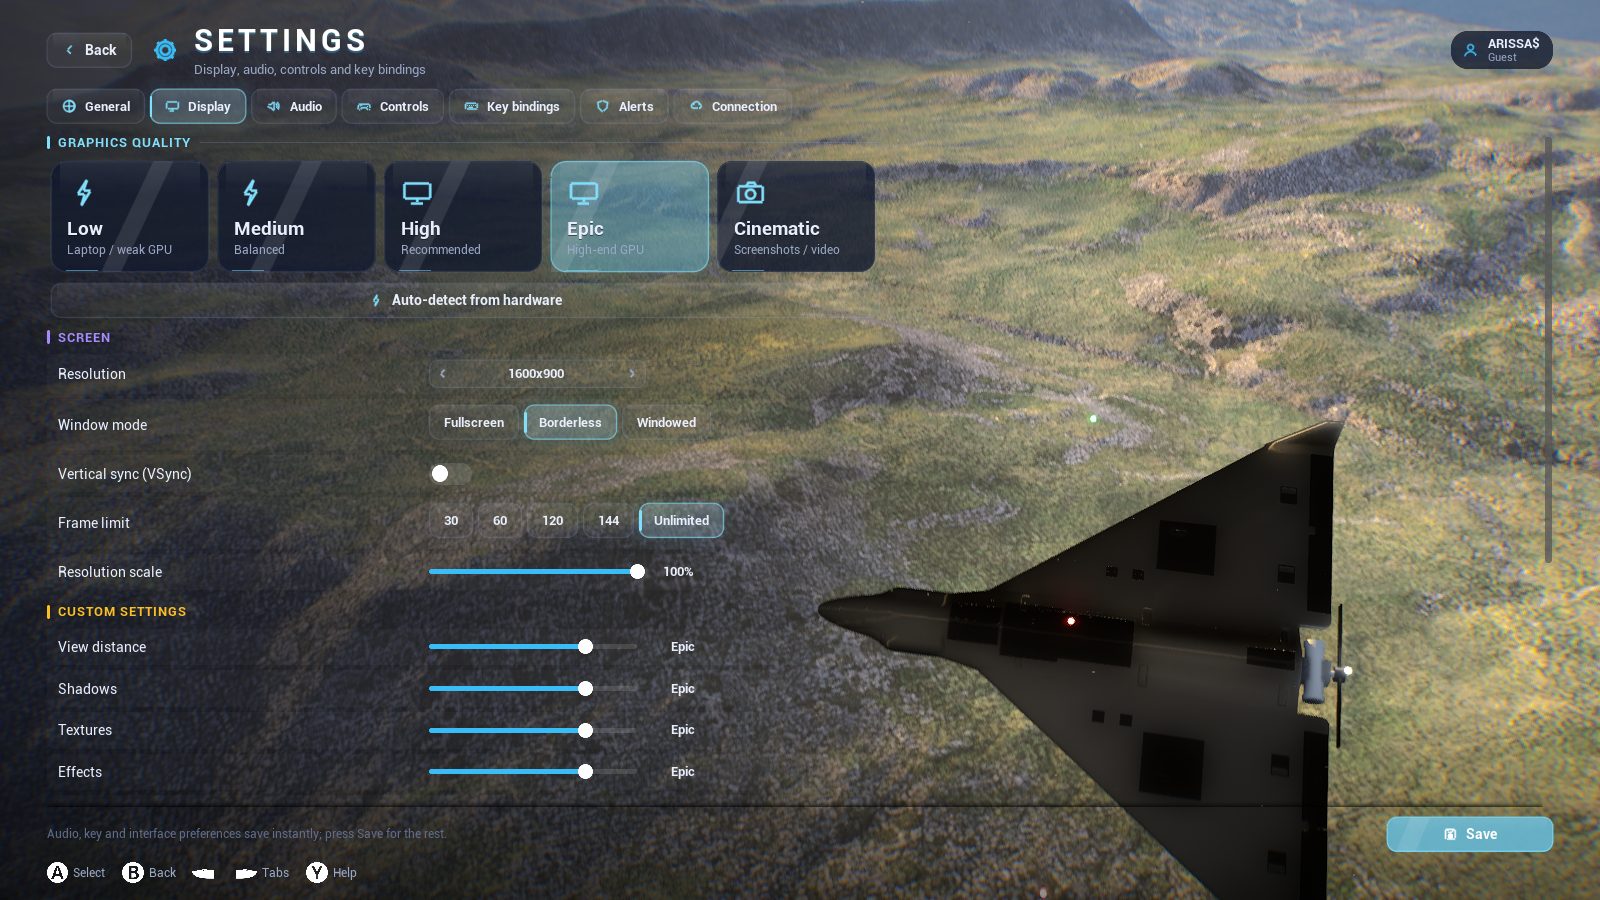 Back
SETTINGS
Display, audio, controls and key bindings
ARISSA$
Guest
General
Display
Audio
Controls
Key bindings
Alerts
Connection
GRAPHICS QUALITY
Low
Laptop / weak GPU
Medium
Balanced
High
Recommended
Epic
High-end GPU
Cinematic
Screenshots / video
Auto-detect from hardware
SCREEN
Resolution
1600x900
Window mode
Fullscreen
Borderless
Windowed
Vertical sync (VSync)
Frame limit
30
60
120
144
Unlimited
Resolution scale
100%
CUSTOM SETTINGS
View distance
Epic
Shadows
Epic
Textures
Epic
Effects
Epic
Audio, key and interface preferences save instantly; press Save for the rest.
Save
A Select
B Back
Tabs
Y Help